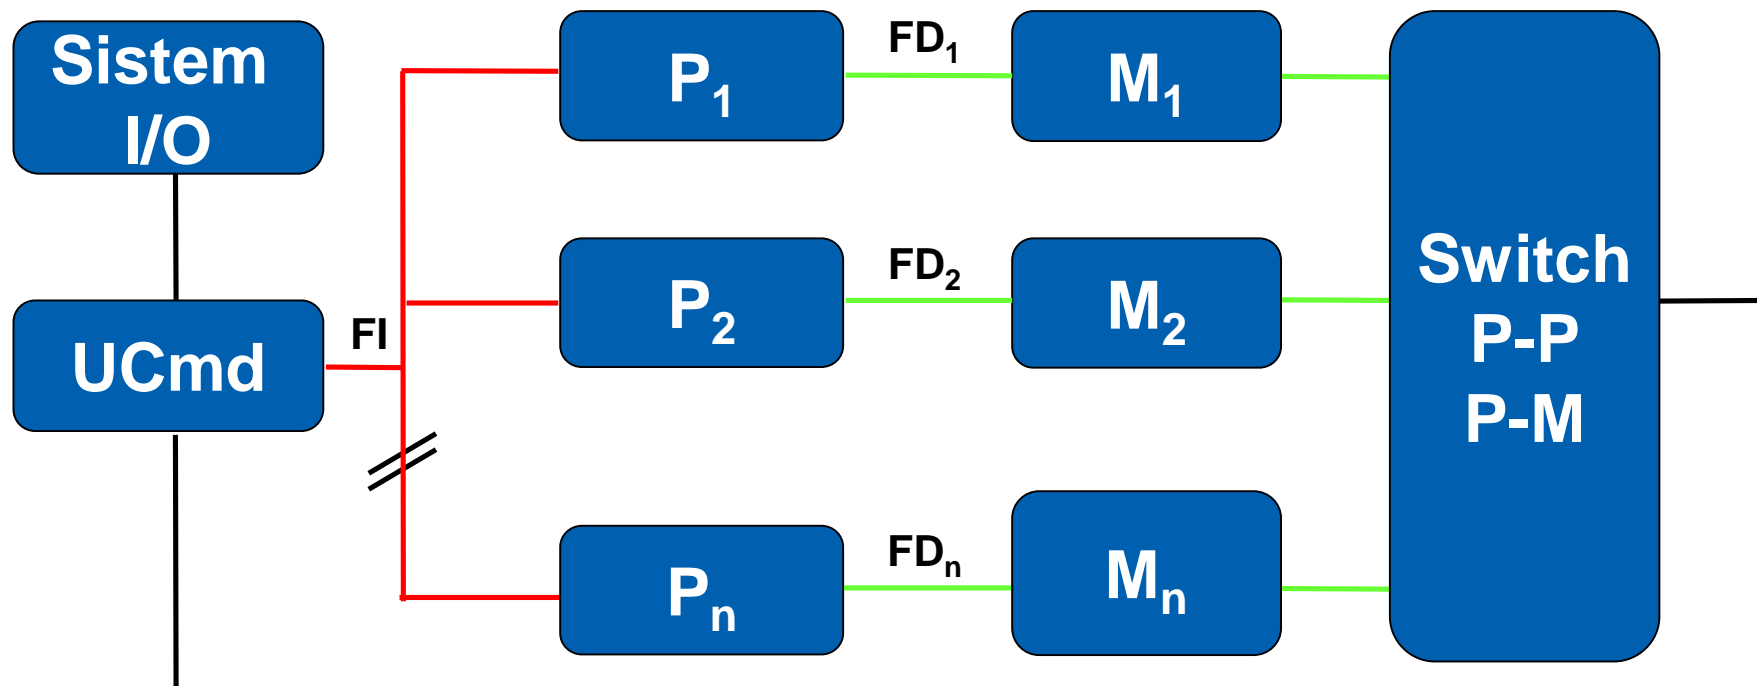 Sistem
I/O
UCmd
FI
P₁
FD₁
M₁
P₂
FD₂
M₂
Pₙ
FDₙ
Mₙ
Switch
P-P
P-M